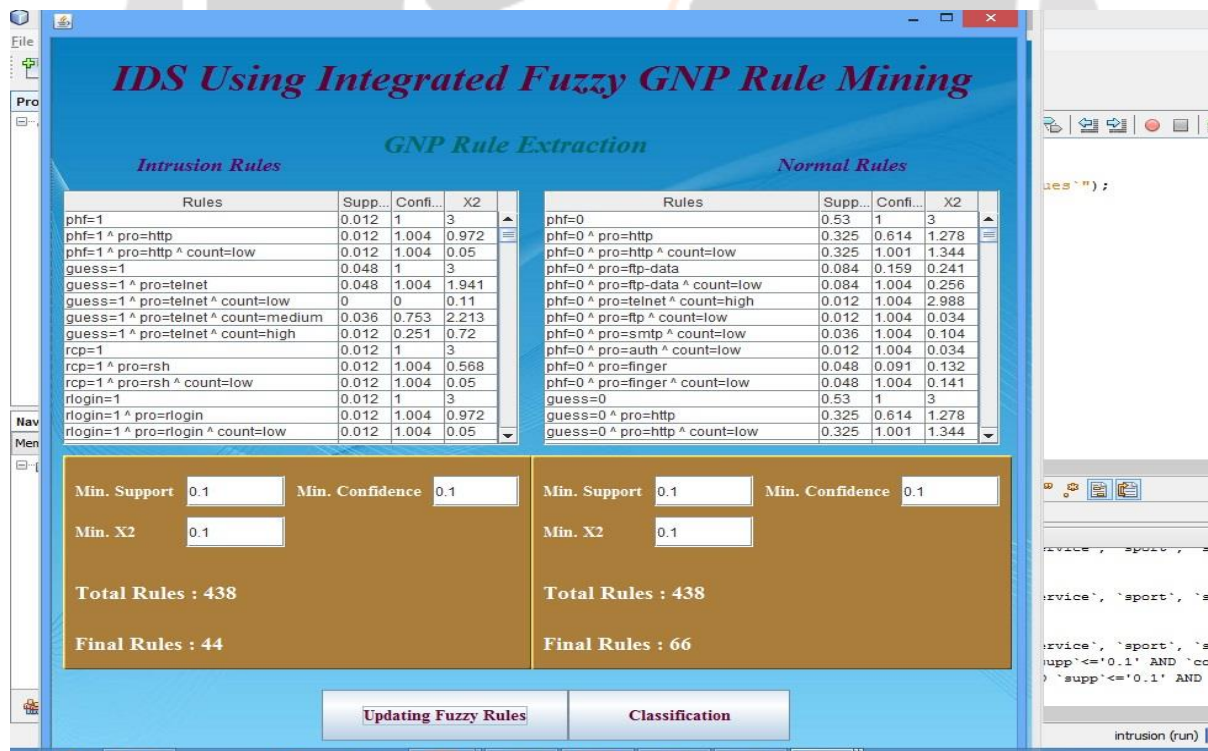 File
IDS Using Integrated Fuzzy GNP Rule Mining
Pro
GNP Rule Extraction
Intrusion Rules
Normal Rules
ues`");
Rules Supp... Confi... X2
phf=1 0.012 1 3
phf=1 ^ pro=http 0.012 1.004 0.972
phf=1 ^ pro=http ^ count=low 0.012 1.004 0.05
guess=1 0.048 1 3
guess=1 ^ pro=telnet 0.048 1.004 1.941
guess=1 ^ pro=telnet ^ count=low 0 0 0.11
guess=1 ^ pro=telnet ^ count=medium 0.036 0.753 2.213
guess=1 ^ pro=telnet ^ count=high 0.012 0.251 0.72
rcp=1 0.012 1 3
rcp=1 ^ pro=rsh 0.012 1.004 0.568
rcp=1 ^ pro=rsh ^ count=low 0.012 1.004 0.05
rlogin=1 0.012 1 3
rlogin=1 ^ pro=rlogin 0.012 1.004 0.972
rlogin=1 ^ pro=rlogin ^ count=low 0.012 1.004 0.05
Rules Supp... Confi... X2
phf=0 0.53 1 3
phf=0 ^ pro=http 0.325 0.614 1.278
phf=0 ^ pro=http ^ count=low 0.325 1.001 1.344
phf=0 ^ pro=ftp-data 0.084 0.159 0.241
phf=0 ^ pro=ftp-data ^ count=low 0.084 1.004 0.256
phf=0 ^ pro=telnet ^ count=high 0.012 1.004 2.988
phf=0 ^ pro=ftp ^ count=low 0.012 1.004 0.034
phf=0 ^ pro=smtp ^ count=low 0.036 1.004 0.104
phf=0 ^ pro=auth ^ count=low 0.012 1.004 0.034
phf=0 ^ pro=finger 0.048 0.091 0.132
phf=0 ^ pro=finger ^ count=low 0.048 1.004 0.141
guess=0 0.53 1 3
guess=0 ^ pro=http 0.325 0.614 1.278
guess=0 ^ pro=http ^ count=low 0.325 1.001 1.344
Nav
Mem
Min. Support 0.1 Min. Confidence 0.1
Min. X2 0.1
Total Rules : 438
Final Rules : 44
Min. Support 0.1 Min. Confidence 0.1
Min. X2 0.1
Total Rules : 438
Final Rules : 66
ervice`, `sport`, `s
ervice`, `sport`, `s
supp`<='0.1' AND `co
`supp`<='0.1' AND
Updating Fuzzy Rules
Classification
intrusion (run)